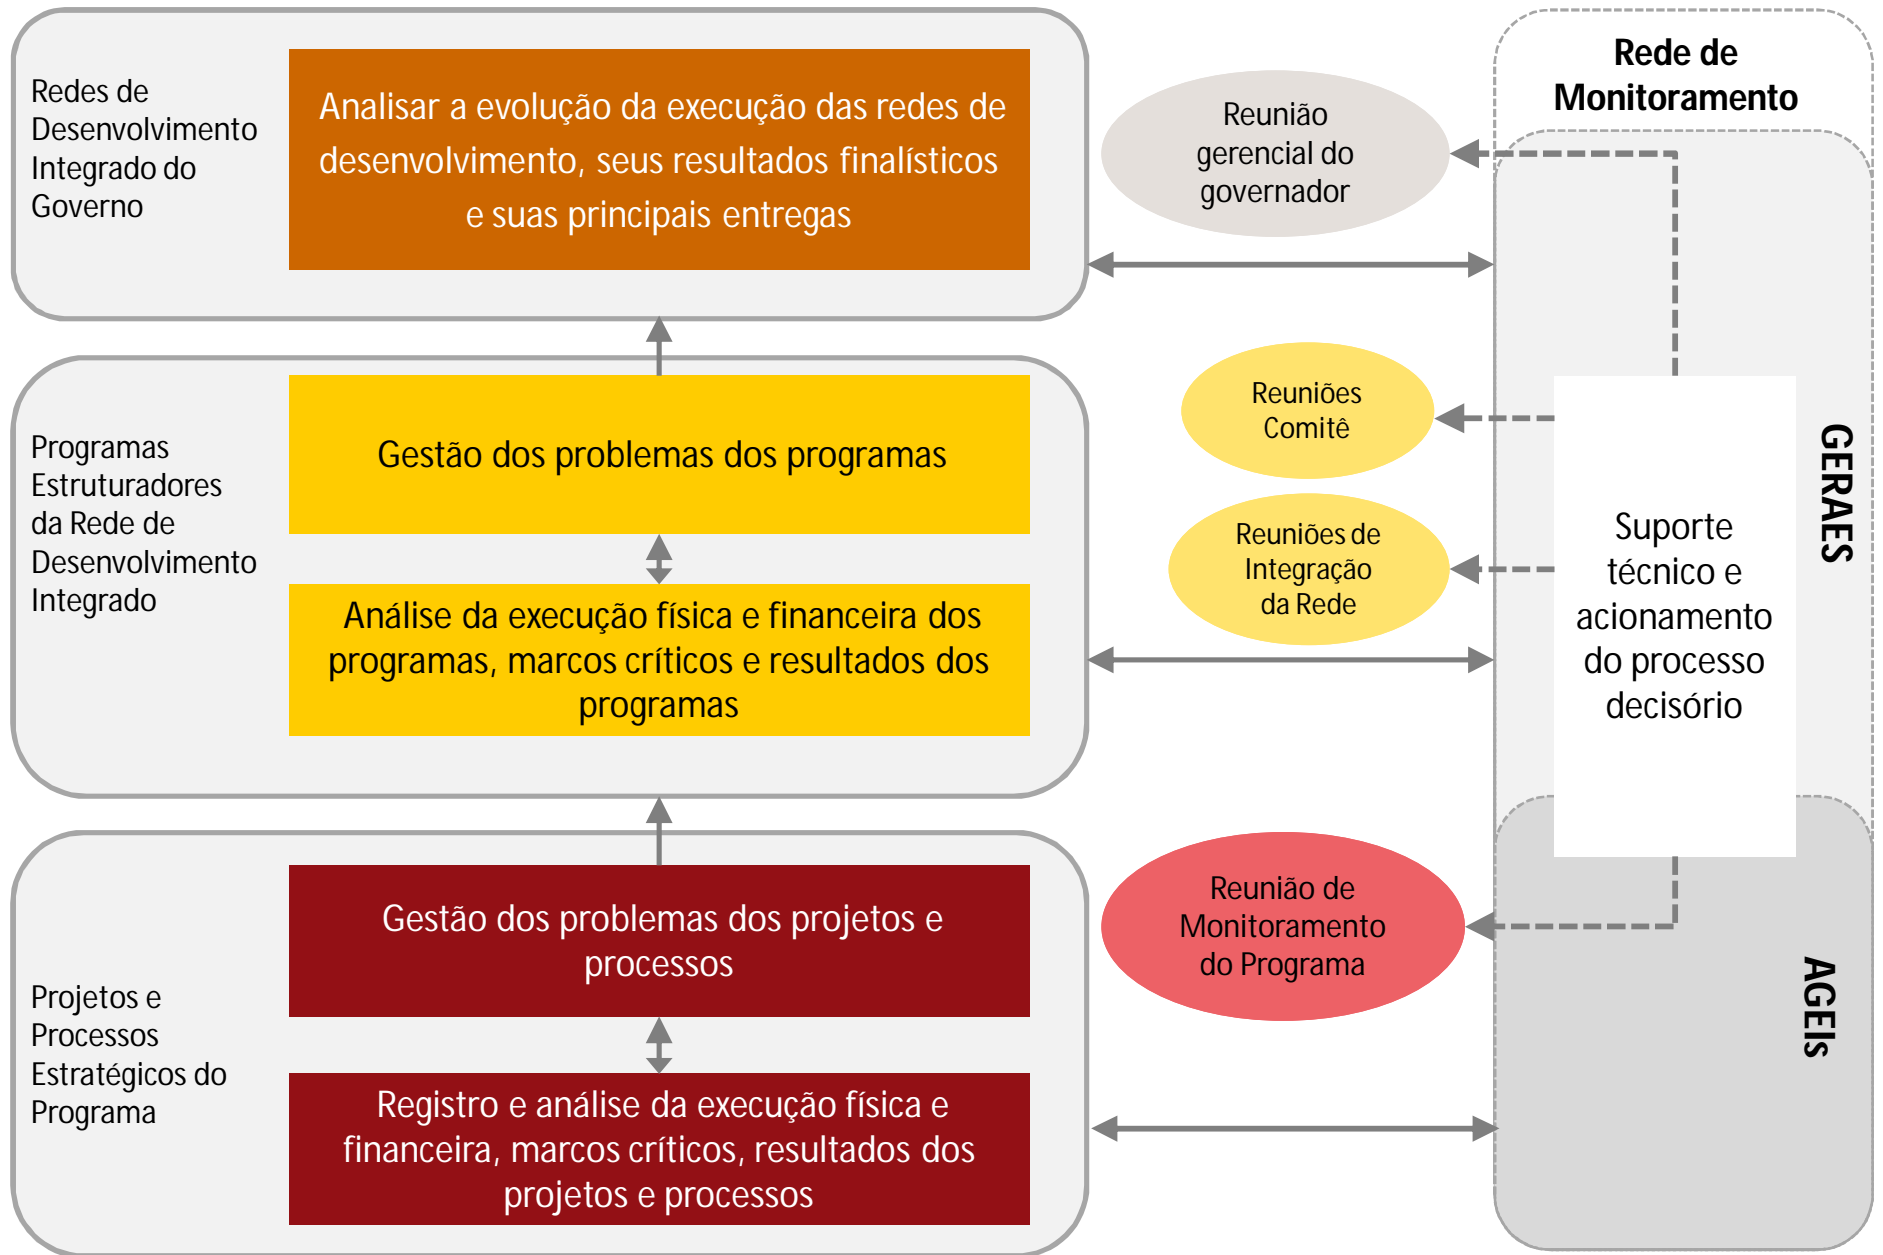 Redes de
Desenvolvimento
Integrado do
Governo
Analisar a evolução da execução das redes de
desenvolvimento, seus resultados finalísticos
e suas principais entregas
Reunião
gerencial do
governador
Rede de
Monitoramento
Programas
Estruturadores
da Rede de
Desenvolvimento
Integrado
Gestão dos problemas dos programas
Análise da execução física e financeira dos
programas, marcos críticos e resultados dos
programas
Reuniões
Comitê
Reuniões de
Integração
da Rede
Suporte
técnico e
acionamento
do processo
decisório
GERAES
Projetos e
Processos
Estratégicos do
Programa
Gestão dos problemas dos projetos e
processos
Registro e análise da execução física e
financeira, marcos críticos, resultados dos
projetos e processos
Reunião de
Monitoramento
do Programa
AGEIs